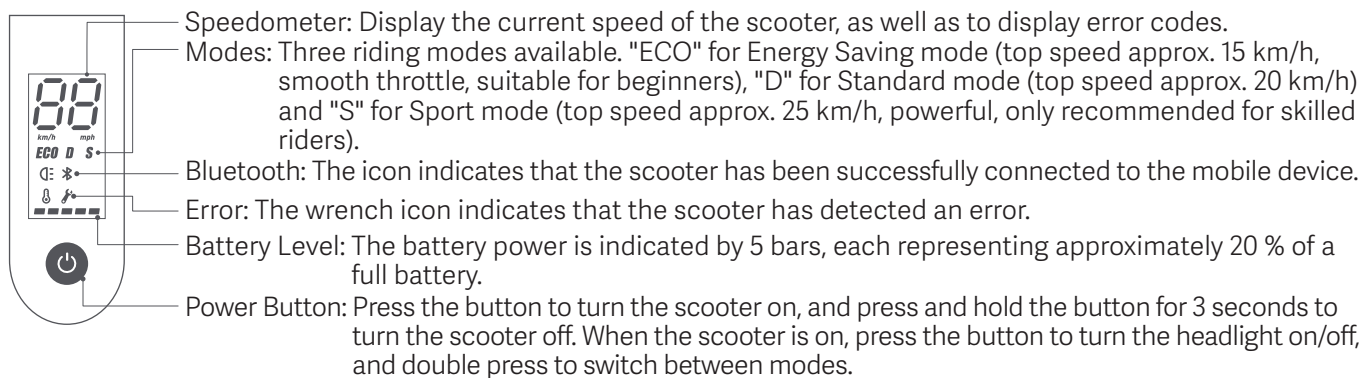 Speedometer: Display the current speed of the scooter, as well as to display error codes.
Modes: Three riding modes available. "ECO" for Energy Saving mode (top speed approx. 15 km/h,
smooth throttle, suitable for beginners), "D" for Standard mode (top speed approx. 20 km/h)
and "S" for Sport mode (top speed approx. 25 km/h, powerful, only recommended for skilled
riders).
88
km/h mph
ECO D S
Bluetooth: The icon indicates that the scooter has been successfully connected to the mobile device.
Error: The wrench icon indicates that the scooter has detected an error.
Battery Level: The battery power is indicated by 5 bars, each representing approximately 20 % of a
full battery.
Power Button: Press the button to turn the scooter on, and press and hold the button for 3 seconds to
turn the scooter off. When the scooter is on, press the button to turn the headlight on/off,
and double press to switch between modes.